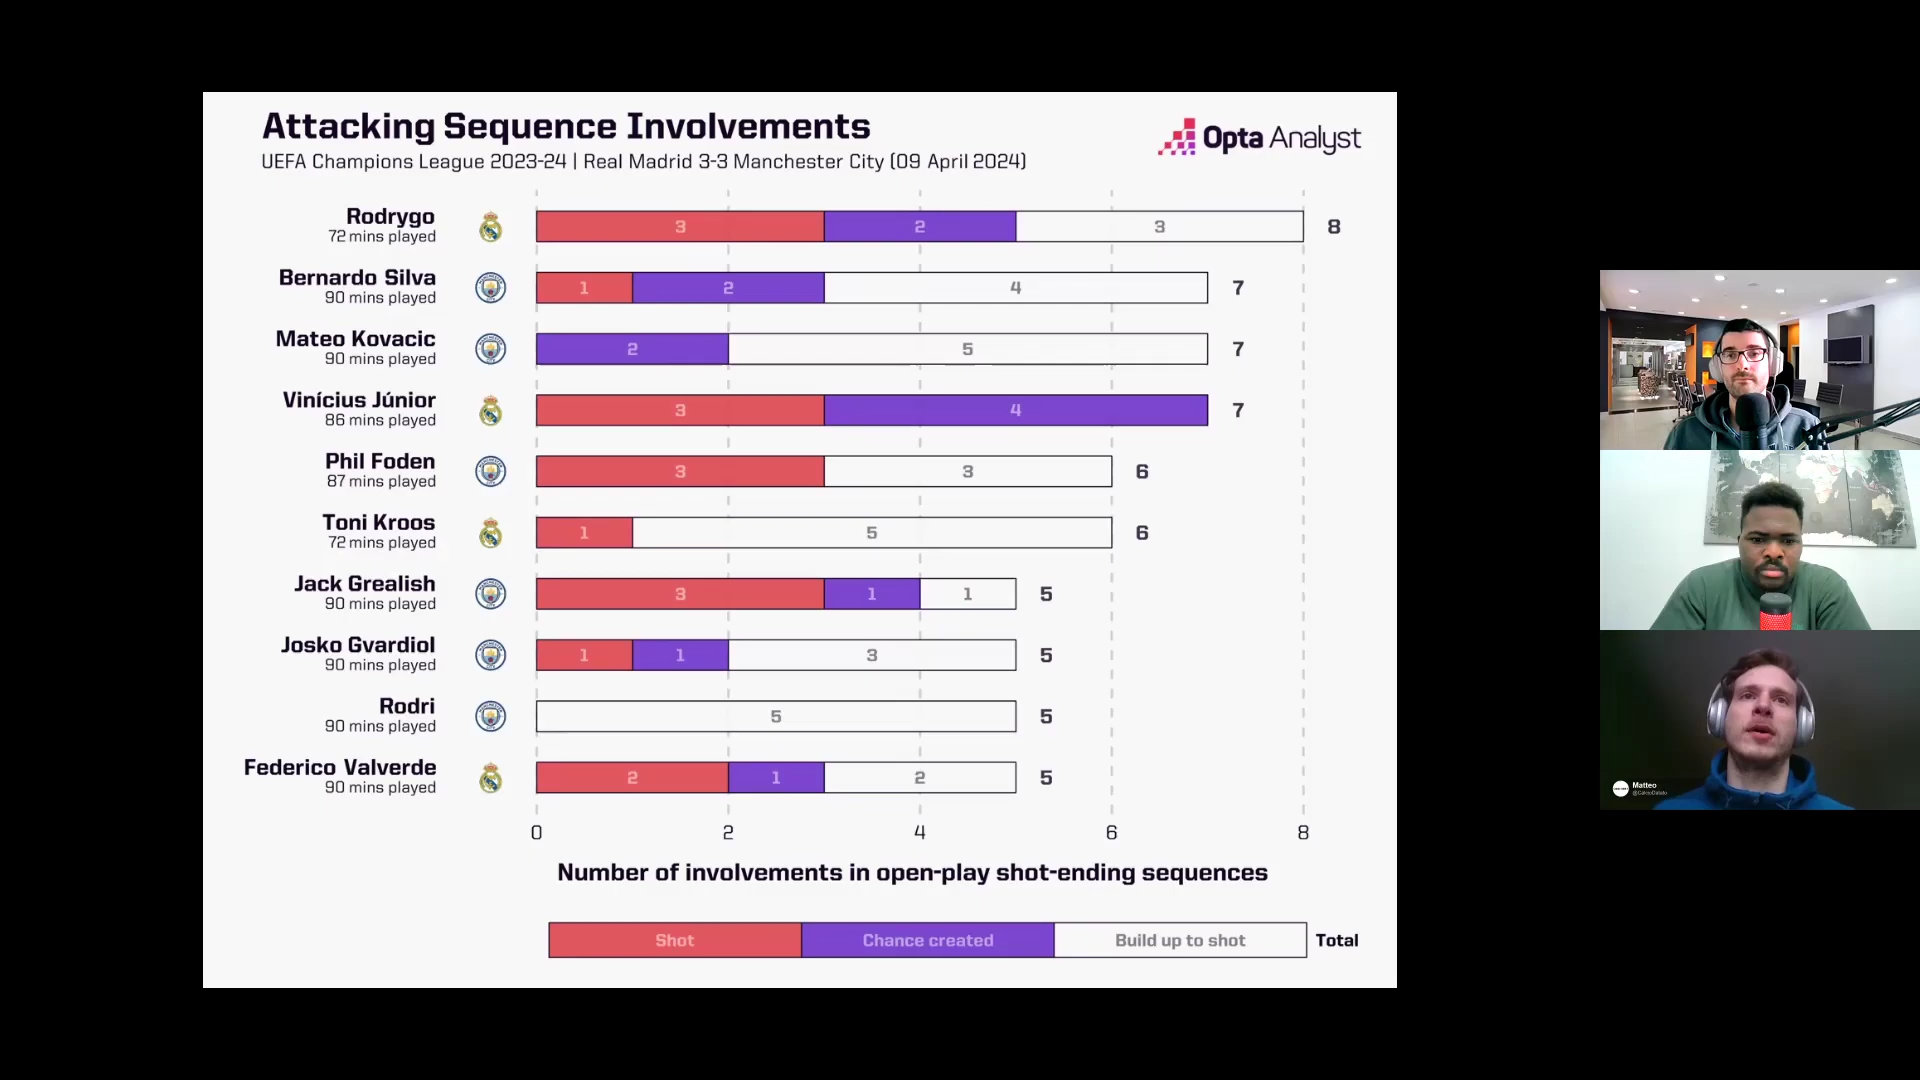 Attacking Sequence Involvements
UEFA Champions League 2023-24 | Real Madrid 3-3 Manchester City (09 April 2024)
Opta Analyst
Rodrygo
72 mins played
3 2 3 8
Bernardo Silva
90 mins played
1 2 4 7
Mateo Kovacic
90 mins played
2 5 7
Vinícius Júnior
86 mins played
3 4 7
Phil Foden
87 mins played
3 3 6
Toni Kroos
72 mins played
1 5 6
Jack Grealish
90 mins played
3 1 1 5
Josko Gvardiol
90 mins played
1 1 3 5
Rodri
90 mins played
5 5
Federico Valverde
90 mins played
2 1 2 5
0 2 4 6 8
Number of involvements in open-play shot-ending sequences
Shot Chance created Build up to shot Total
Matteo